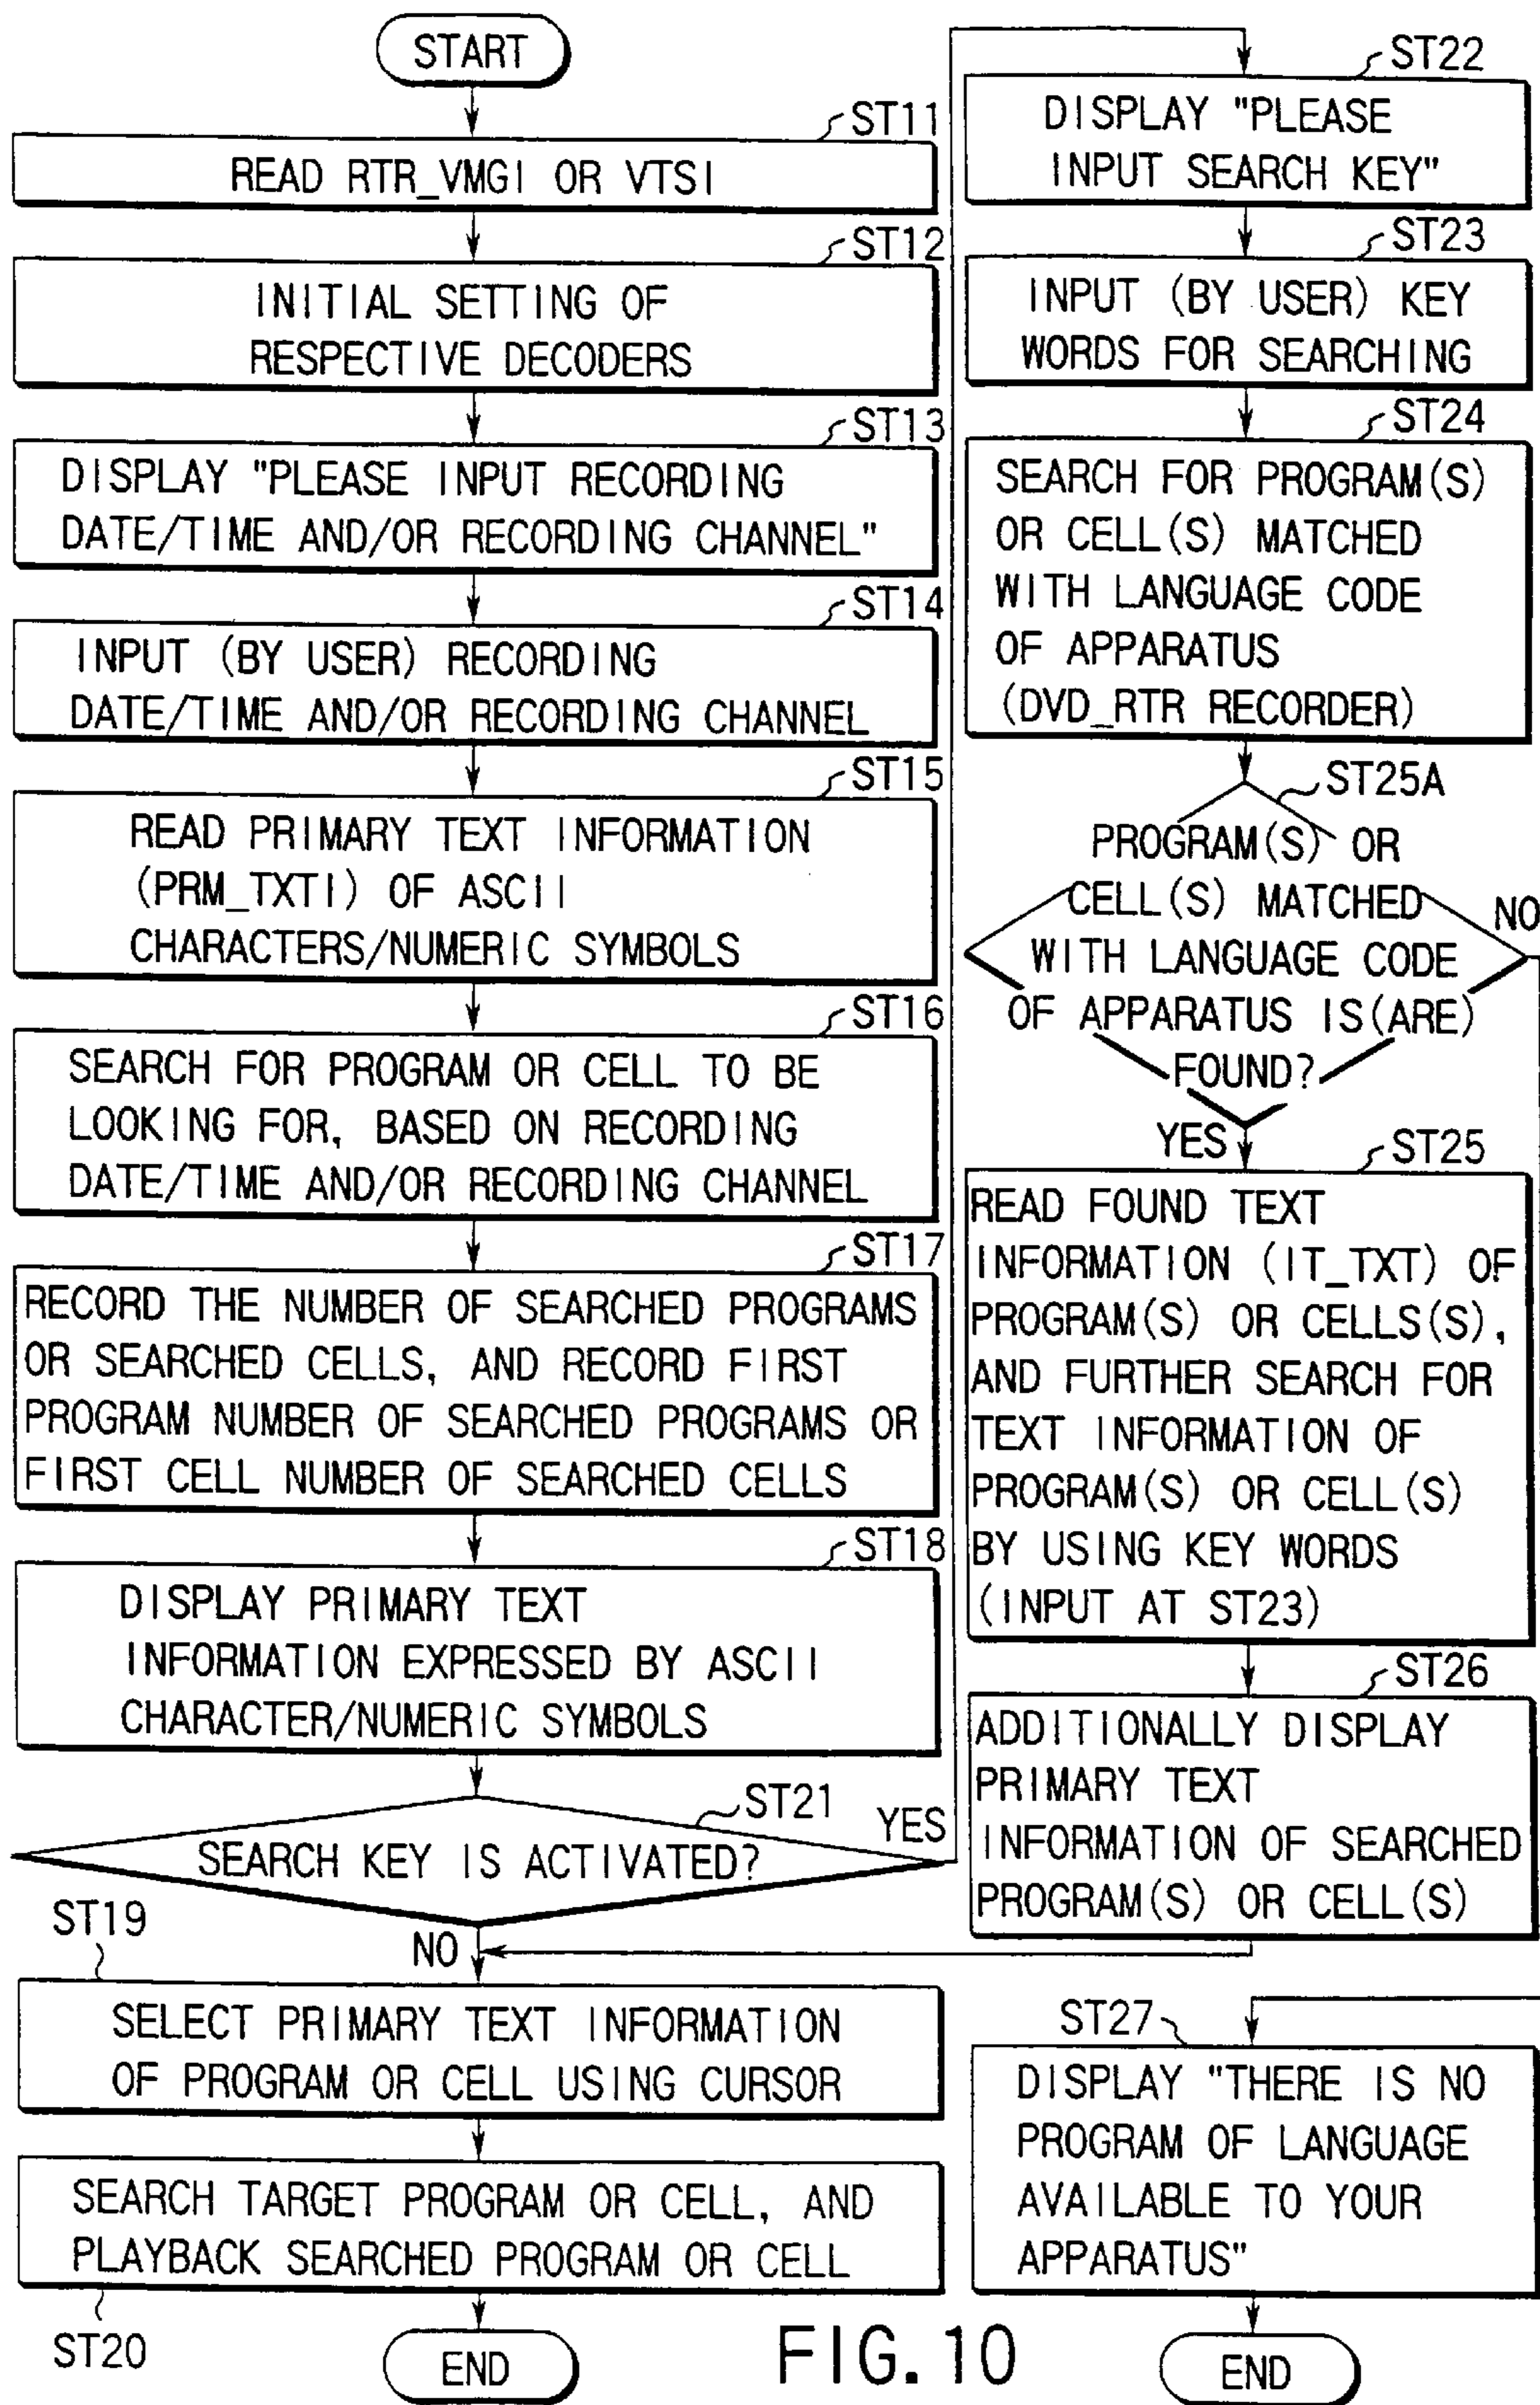 START
ST11
READ RTR_VMGI OR VTSI
ST12
INITIAL SETTING OF
RESPECTIVE DECODERS
ST13
DISPLAY "PLEASE INPUT RECORDING
DATE/TIME AND/OR RECORDING CHANNEL"
ST14
INPUT (BY USER) RECORDING
DATE/TIME AND/OR RECORDING CHANNEL
ST15
READ PRIMARY TEXT INFORMATION
(PRM_TXTI) OF ASCII
CHARACTERS/NUMERIC SYMBOLS
ST16
SEARCH FOR PROGRAM OR CELL TO BE
LOOKING FOR, BASED ON RECORDING
DATE/TIME AND/OR RECORDING CHANNEL
ST17
RECORD THE NUMBER OF SEARCHED PROGRAMS
OR SEARCHED CELLS, AND RECORD FIRST
PROGRAM NUMBER OF SEARCHED PROGRAMS OR
FIRST CELL NUMBER OF SEARCHED CELLS
ST18
DISPLAY PRIMARY TEXT
INFORMATION EXPRESSED BY ASCII
CHARACTER/NUMERIC SYMBOLS
ST21
YES
SEARCH KEY IS ACTIVATED?
NO
ST19
SELECT PRIMARY TEXT INFORMATION
OF PROGRAM OR CELL USING CURSOR
SEARCH TARGET PROGRAM OR CELL, AND
PLAYBACK SEARCHED PROGRAM OR CELL
ST20
END
ST22
DISPLAY "PLEASE
INPUT SEARCH KEY"
ST23
INPUT (BY USER) KEY
WORDS FOR SEARCHING
ST24
SEARCH FOR PROGRAM(S)
OR CELL(S) MATCHED
WITH LANGUAGE CODE
OF APPARATUS
(DVD_RTR RECORDER)
ST25A
PROGRAM(S) OR
CELL(S) MATCHED
NO
WITH LANGUAGE CODE
OF APPARATUS IS(ARE)
FOUND?
YES
ST25
READ FOUND TEXT
INFORMATION (IT_TXT) OF
PROGRAM(S) OR CELLS(S),
AND FURTHER SEARCH FOR
TEXT INFORMATION OF
PROGRAM(S) OR CELL(S)
BY USING KEY WORDS
(INPUT AT ST23)
ST26
ADDITIONALLY DISPLAY
PRIMARY TEXT
INFORMATION OF SEARCHED
PROGRAM(S) OR CELL(S)
ST27
DISPLAY "THERE IS NO
PROGRAM OF LANGUAGE
AVAILABLE TO YOUR
APPARATUS"
END
FIG. 10